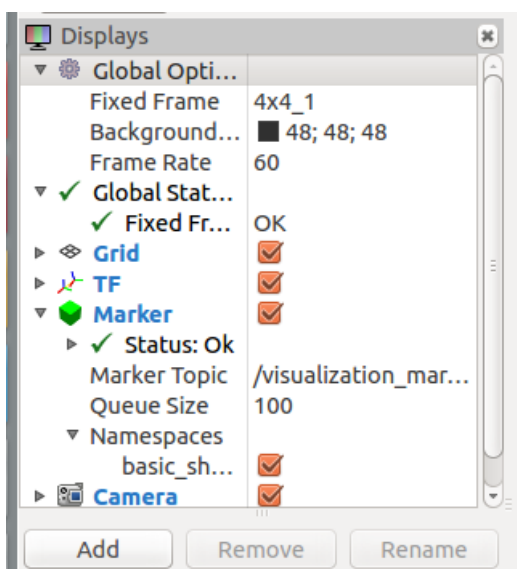 Displays
Global Opti...
Fixed Frame 4x4_1
Background... 48; 48; 48
Frame Rate 60
Global Stat...
Fixed Fr... OK
Grid
TF
Marker
Status: Ok
Marker Topic /visualization_mar...
Queue Size 100
Namespaces
basic_sh...
Camera
Add Remove Rename